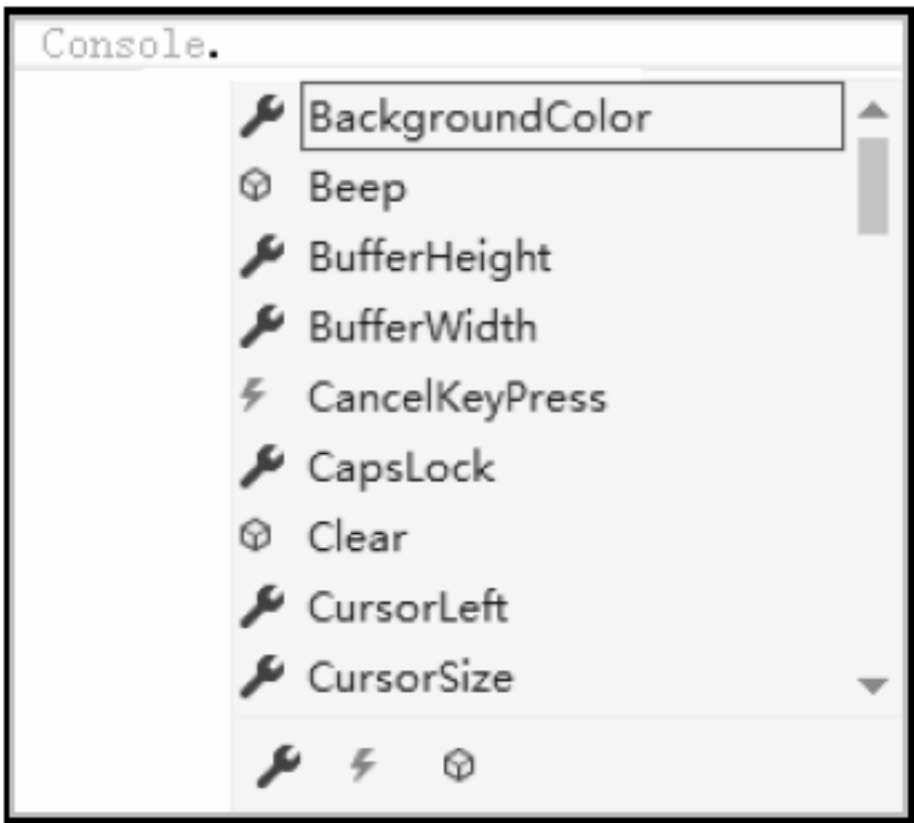 Console.
BackgroundColor
Beep
BufferHeight
BufferWidth
CancelKeyPress
CapsLock
Clear
CursorLeft
CursorSize